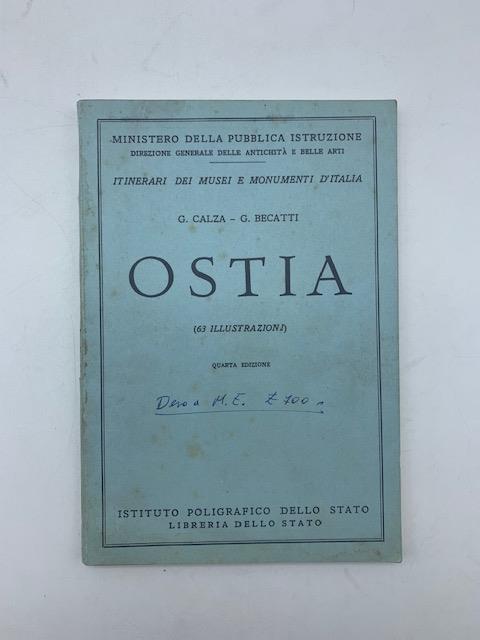 MINISTERO DELLA PUBBLICA ISTRUZIONE
DIREZIONE GENERALE DELLE ANTICHITÀ E BELLE ARTI
ITINERARI DEI MUSEI E MONUMENTI D'ITALIA
G. CALZA – G. BECATTI
OSTIA
(63 ILLUSTRAZIONI)
QUARTA EDIZIONE
M. E. £ 700
ISTITUTO POLIGRAFICO DELLO STATO
LIBRERIA DELLO STATO